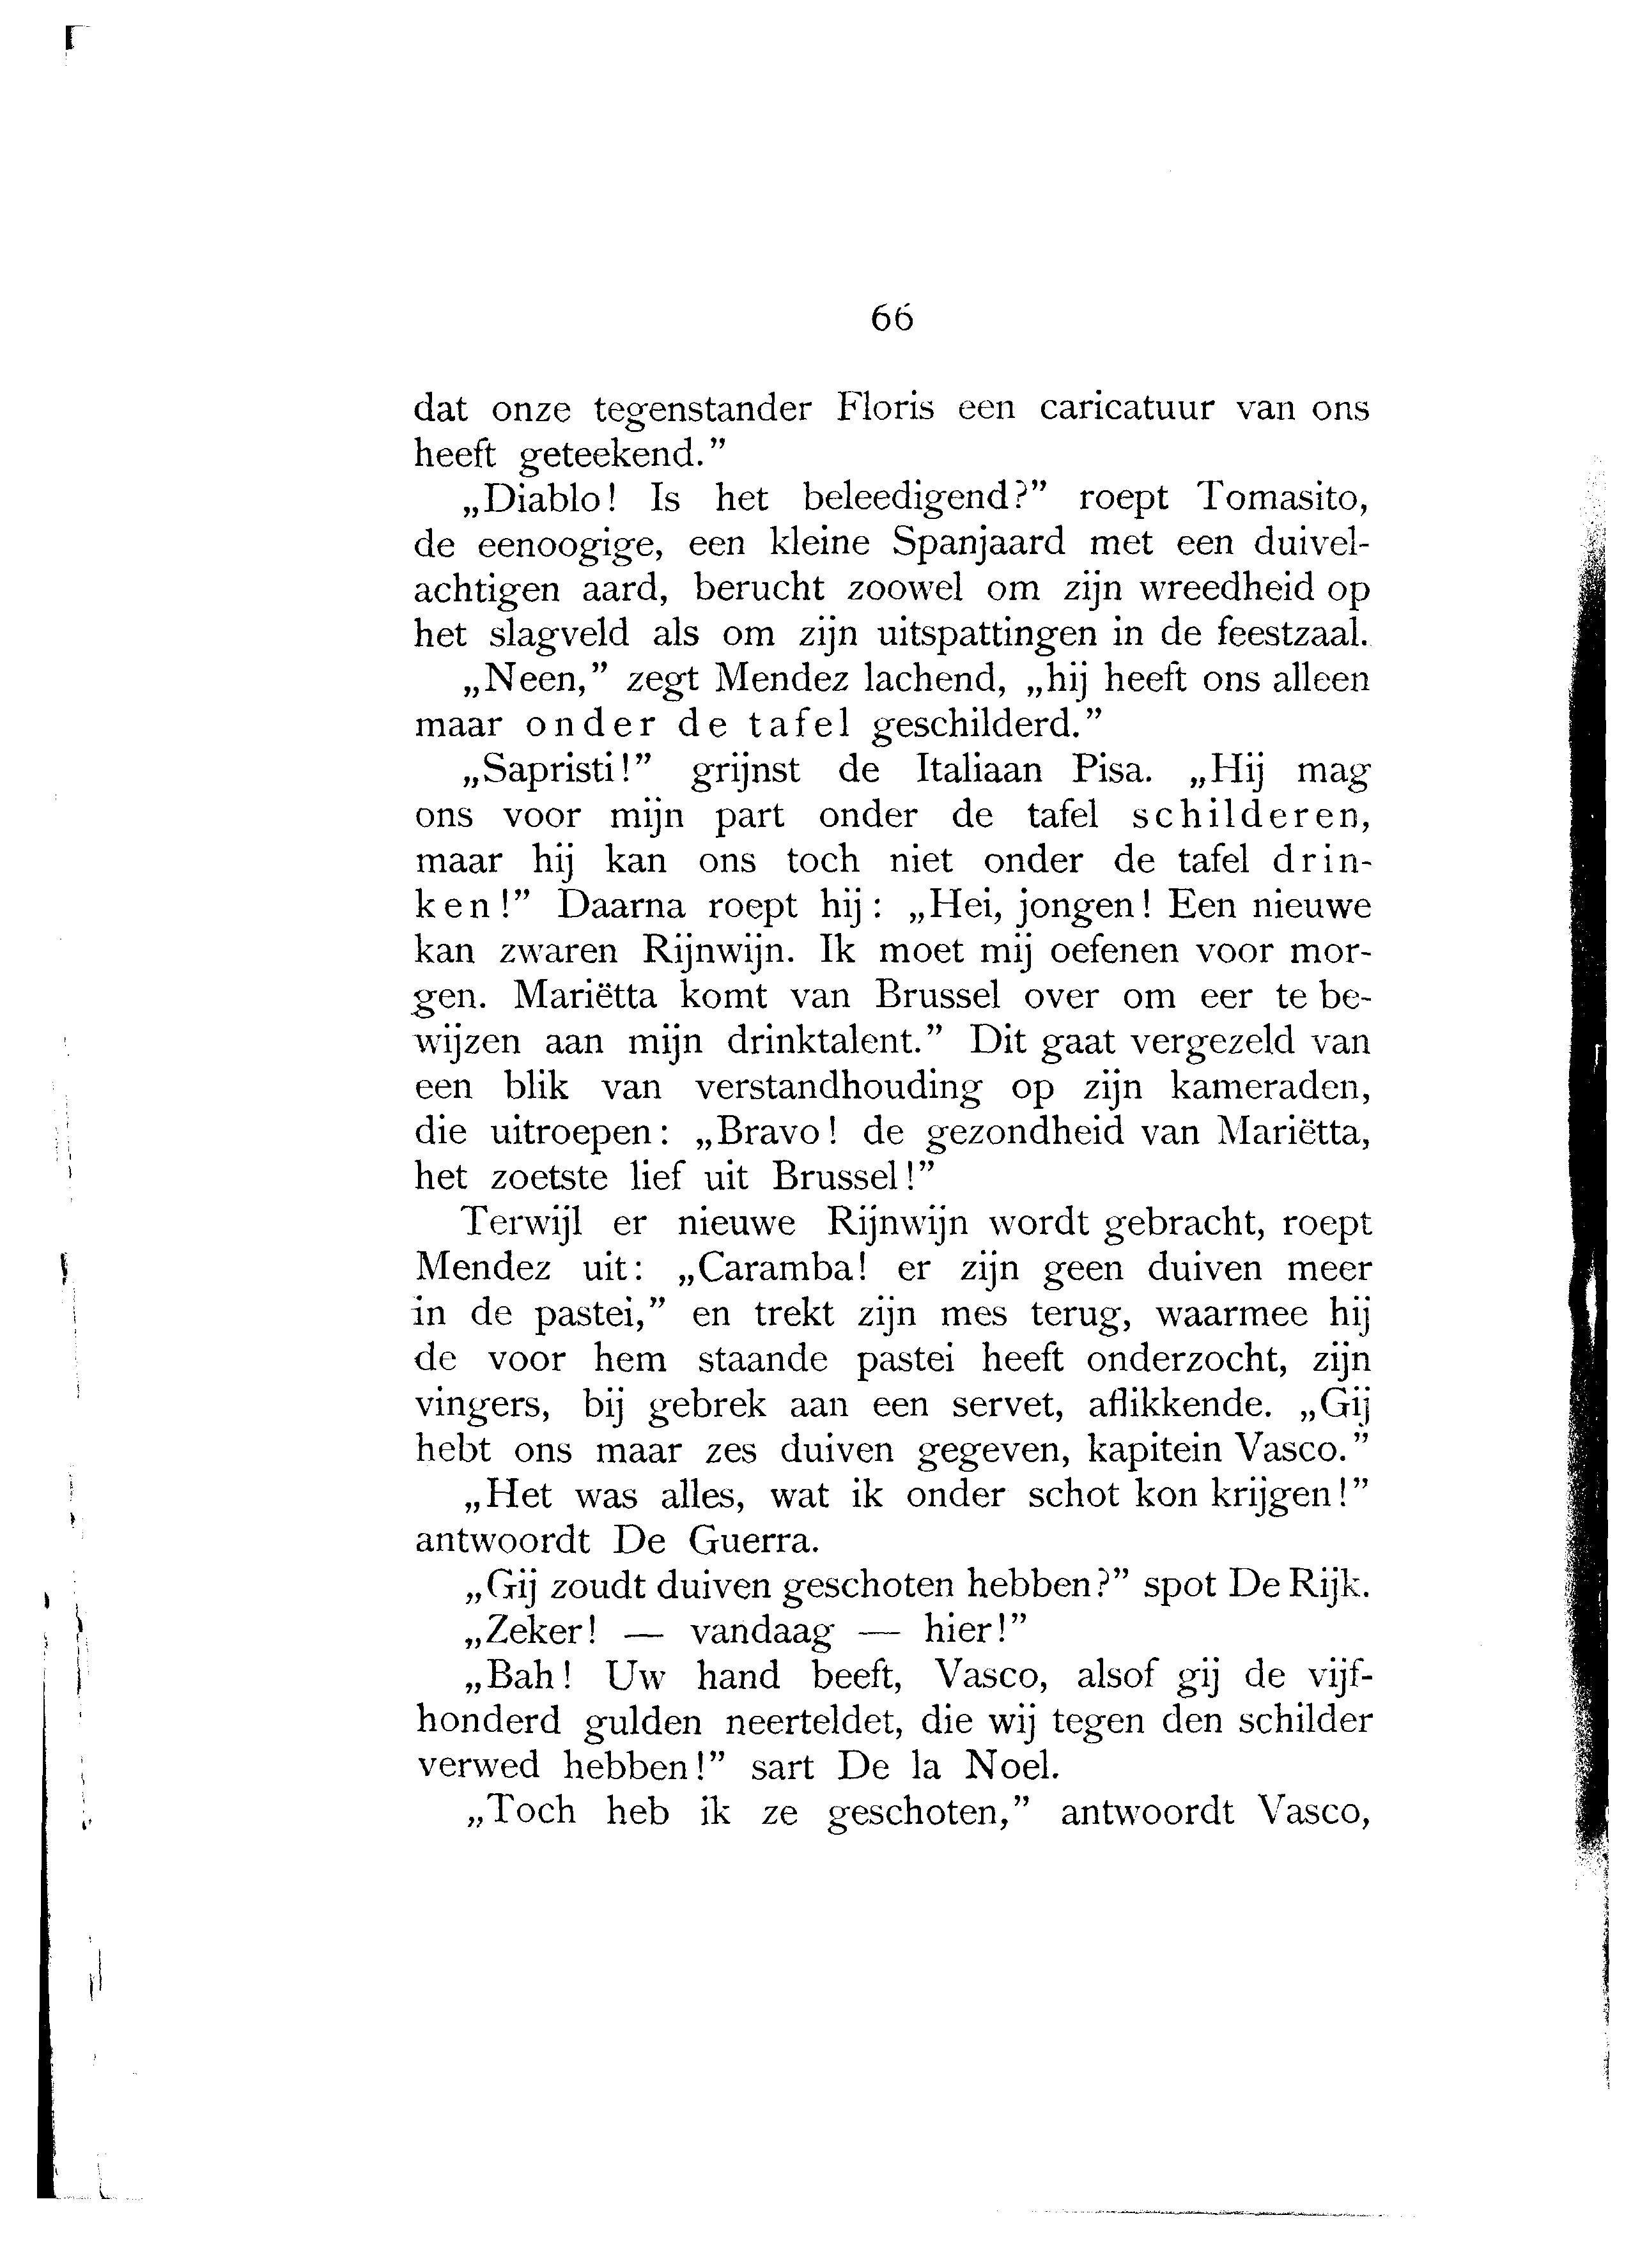 66
dat onze tegenstander Floris een caricatuur van ons
heeft geteekend.”
„Diablo! Is het beleedigend?” roept Tomasito,
de eenoogige, een kleine Spanjaard met een duivel-
achtigen aard, berucht zoowel om zijn wreedheid op
het slagveld als om zijn uitspattingen in de feestzaal.
„Neen,” zegt Mendez lachend, „hij heeft ons alleen
maar onder de tafel geschilderd.”
„Sapristi!” grijnst de Italiaan Pisa. „Hij mag
ons voor mijn part onder de tafel schilderen,
maar hij kan ons toch niet onder de tafel drin-
ken!” Daarna roept hij: „Hei, jongen! Een nieuwe
kan zwaren Rijnwijn. Ik moet mij oefenen voor mor-
gen. Mariëtta komt van Brussel over om eer te be-
wijzen aan mijn drinktalent.” Dit gaat vergezeld van
een blik van verstandhouding op zijn kameraden,
die uitroepen: „Bravo! de gezondheid van Mariëtta,
het zoetste lief uit Brussel!”
Terwijl er nieuwe Rijnwijn wordt gebracht, roept
Mendez uit: „Caramba! er zijn geen duiven meer
in de pastei,” en trekt zijn mes terug, waarmee hij
de voor hem staande pastei heeft onderzocht, zijn
vingers, bij gebrek aan een servet, aflikkende. „Gij
hebt ons maar zes duiven gegeven, kapitein Vasco.”
„Het was alles, wat ik onder schot kon krijgen!”
antwoordt De Guerra.
„Gij zoudt duiven geschoten hebben?” spot De Rijk.
„Zeker! — vandaag — hier!”
„Bah! Uw hand beeft, Vasco, alsof gij de vijf-
honderd gulden neerteldet, die wij tegen den schilder
verwed hebben!” sart De la Noel.
„Toch heb ik ze geschoten,” antwoordt Vasco,